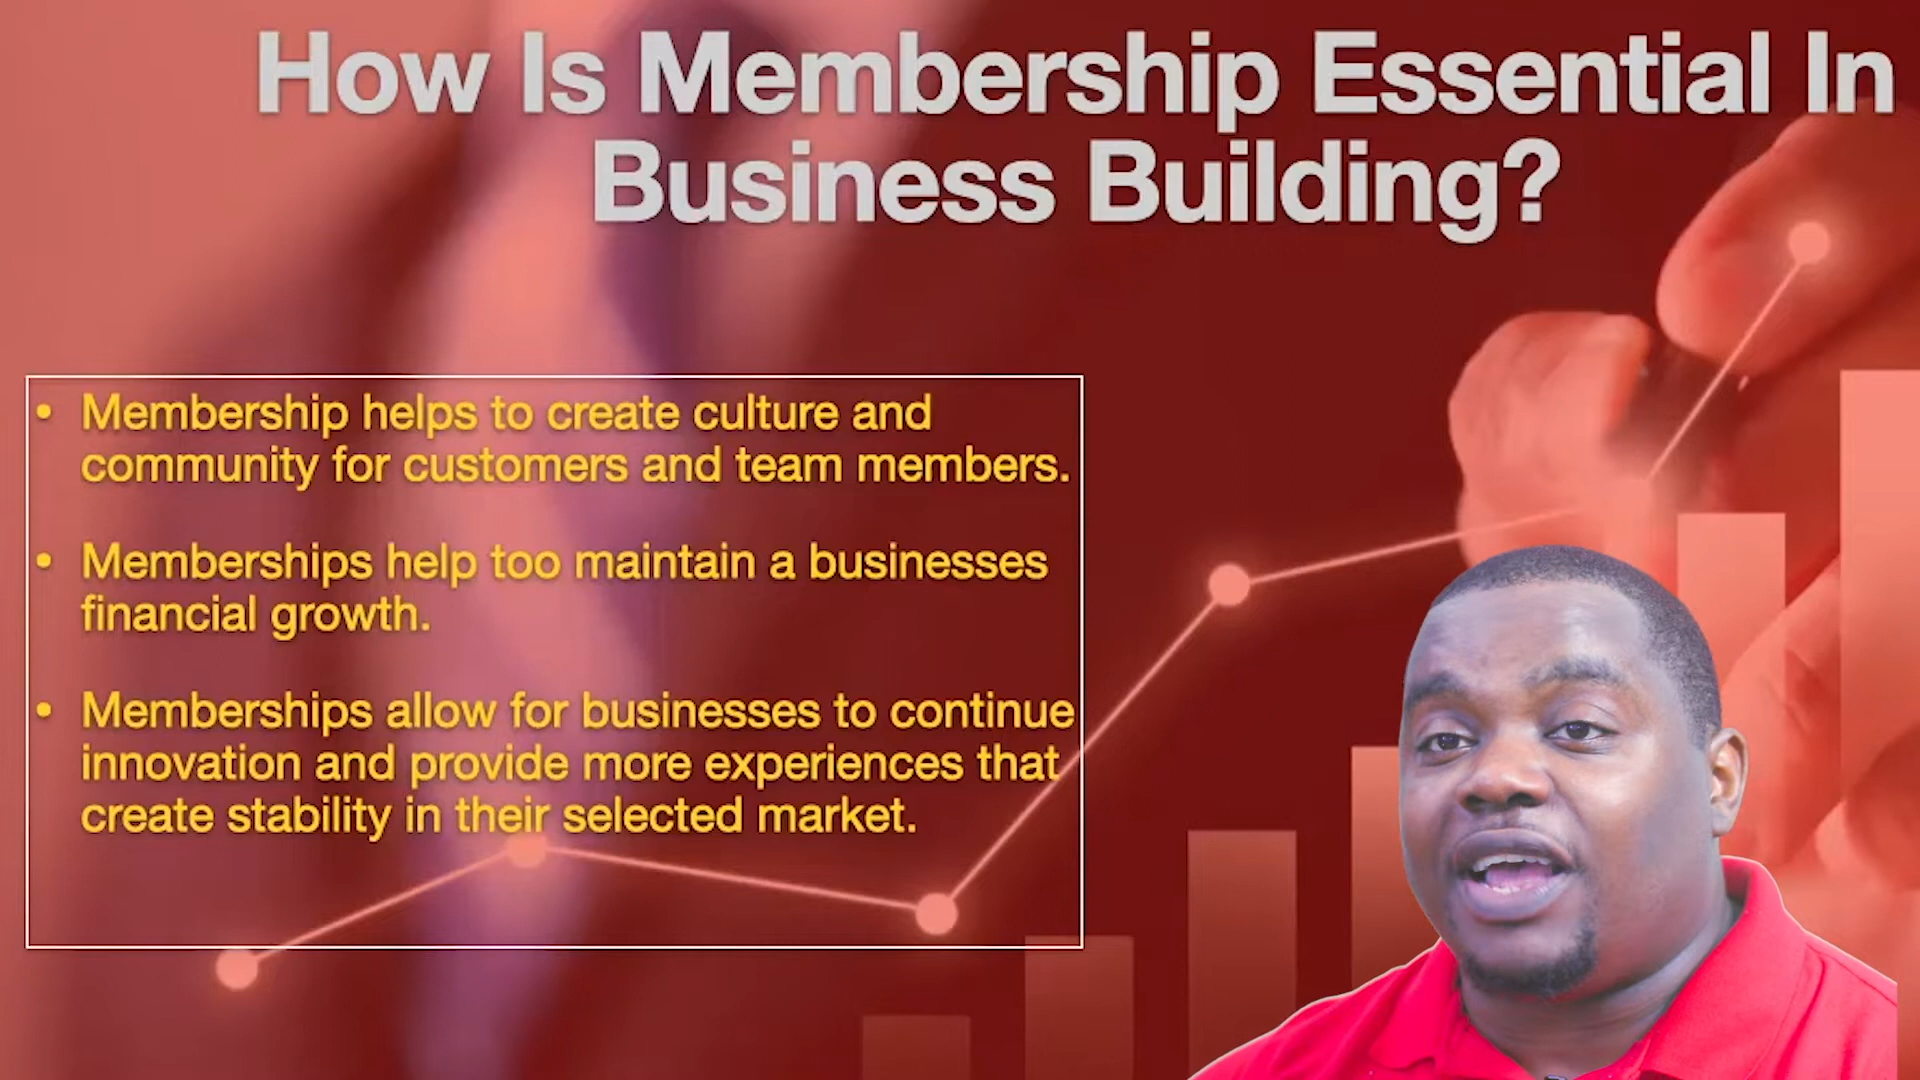 How Is Membership Essential In
Business Building?
• Membership helps to create culture and
community for customers and team members.
• Memberships help too maintain a businesses
financial growth.
• Memberships allow for businesses to continue
innovation and provide more experiences that
create stability in their selected market.